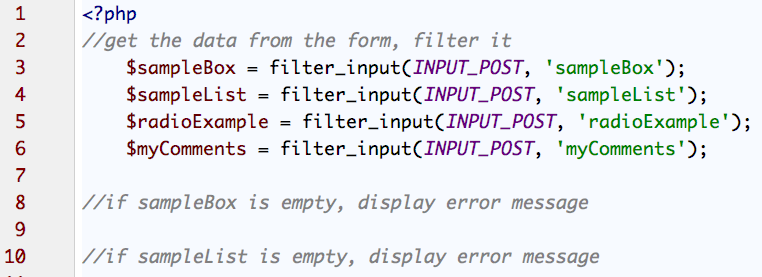 1 <?php
2 //get the data from the form, filter it
3 $sampleBox = filter_input(INPUT_POST, 'sampleBox');
4 $sampleList = filter_input(INPUT_POST, 'sampleList');
5 $radioExample = filter_input(INPUT_POST, 'radioExample');
6 $myComments = filter_input(INPUT_POST, 'myComments');
7
8 //if sampleBox is empty, display error message
9
10 //if sampleList is empty, display error message